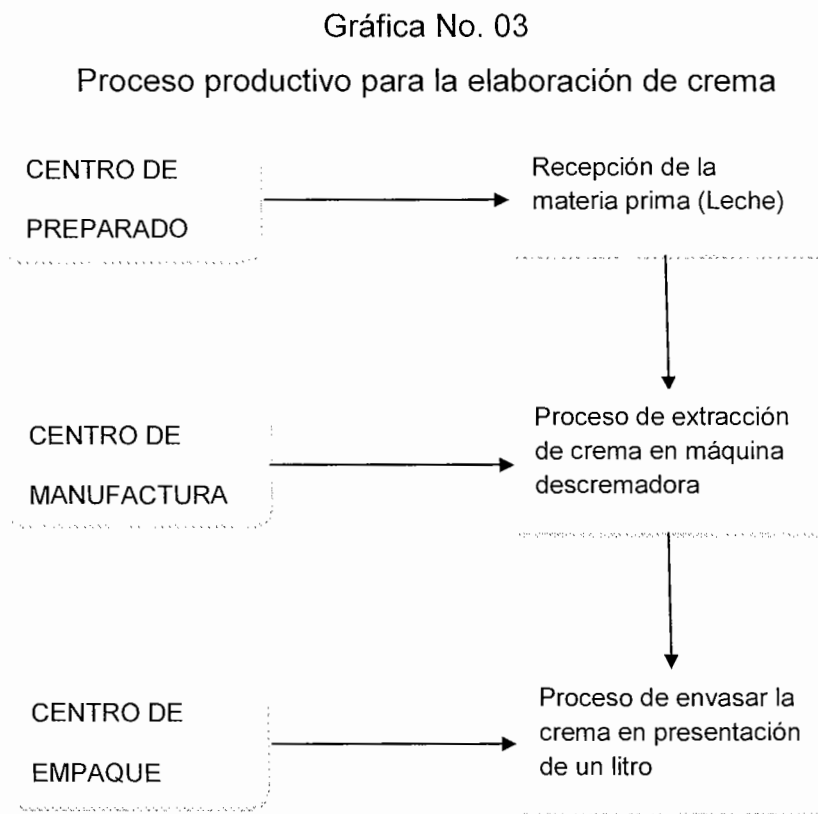 Gráfica No. 03
Proceso productivo para la elaboración de crema
CENTRO DE
PREPARADO
Recepción de la
materia prima (Leche)
CENTRO DE
MANUFACTURA
Proceso de extracción
de crema en máquina
descremadora
CENTRO DE
EMPAQUE
Proceso de envasar la
crema en presentación
de un litro